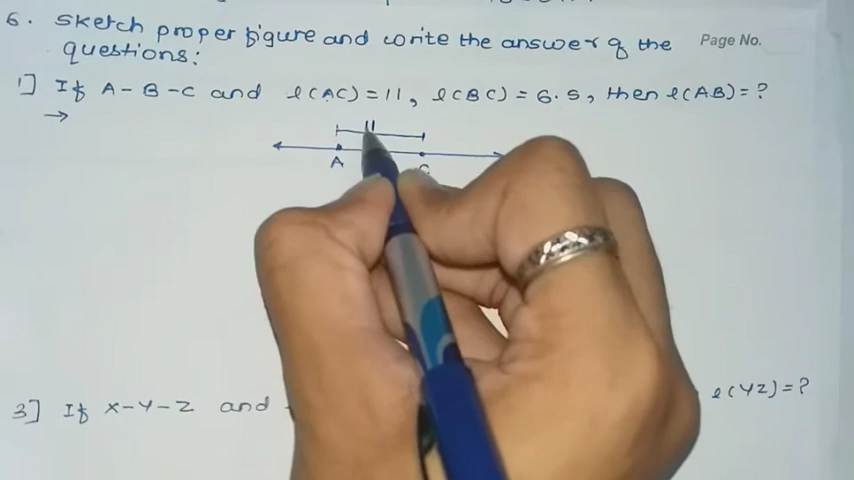 6. Sketch proper figure and write the answer of the
Page No.
questions:
1] If A-B-C and l(AC)=11, l(BC)=6.5, then l(AB)=?
→
11
A C
3] If X-Y-Z and l(YZ)=?